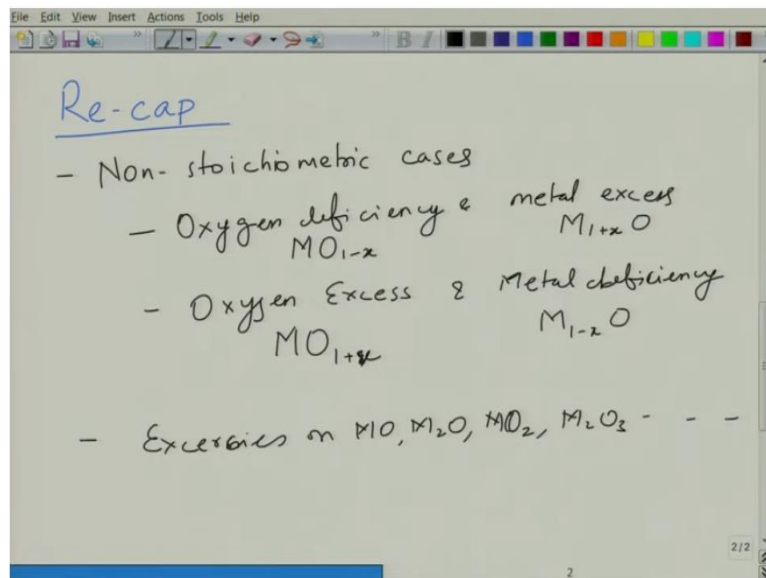 File Edit View Insert Actions Tools Help
B I
Re-cap
- Non-stoichiometric cases
- Oxygen deficiency & metal excess
MO1-x M1+xO
- Oxygen Excess & Metal deficiency
MO1+x M1-xO
- Excersies on MO, M2O, MO2, M2O3 - - -
2/2
2